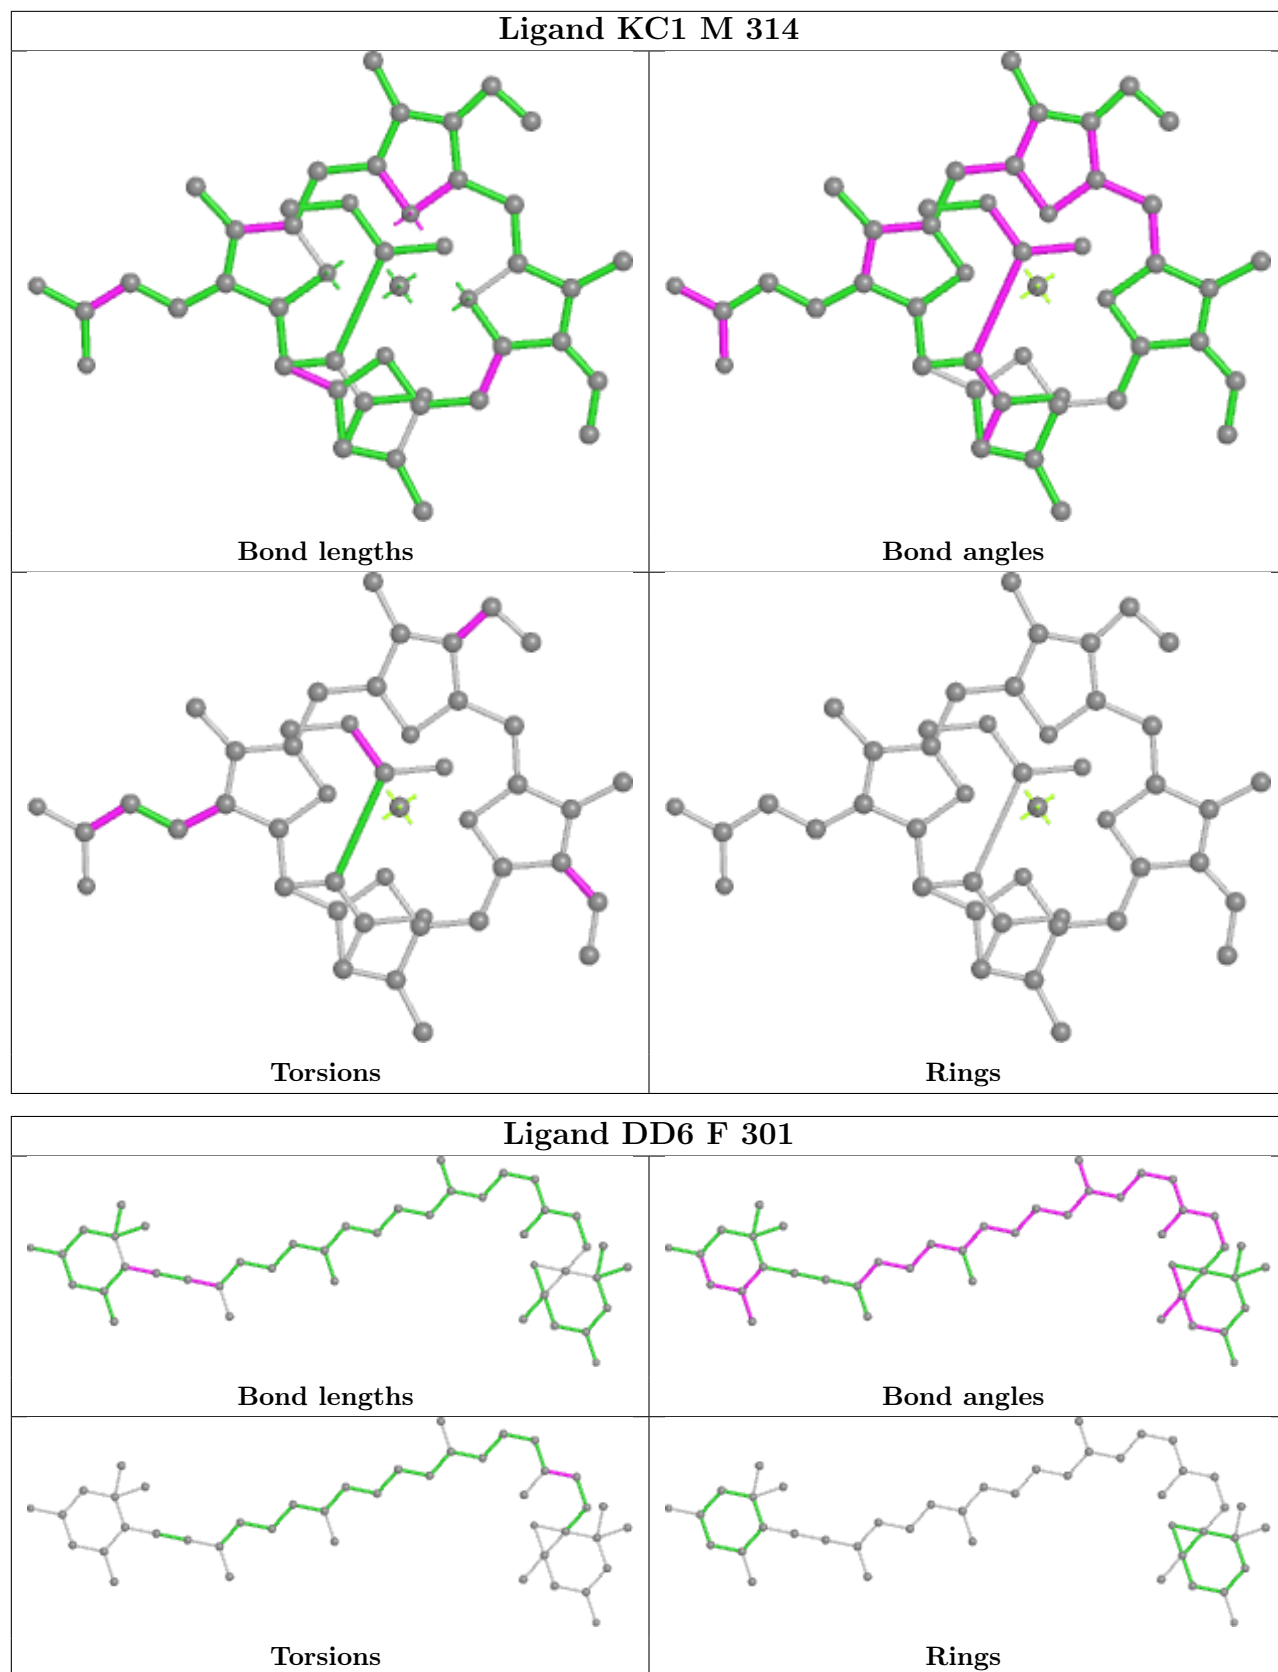 Ligand KC1 M 314
Bond lengths
Bond angles
Torsions
Rings
Ligand DD6 F 301
Bond lengths
Bond angles
Torsions
Rings